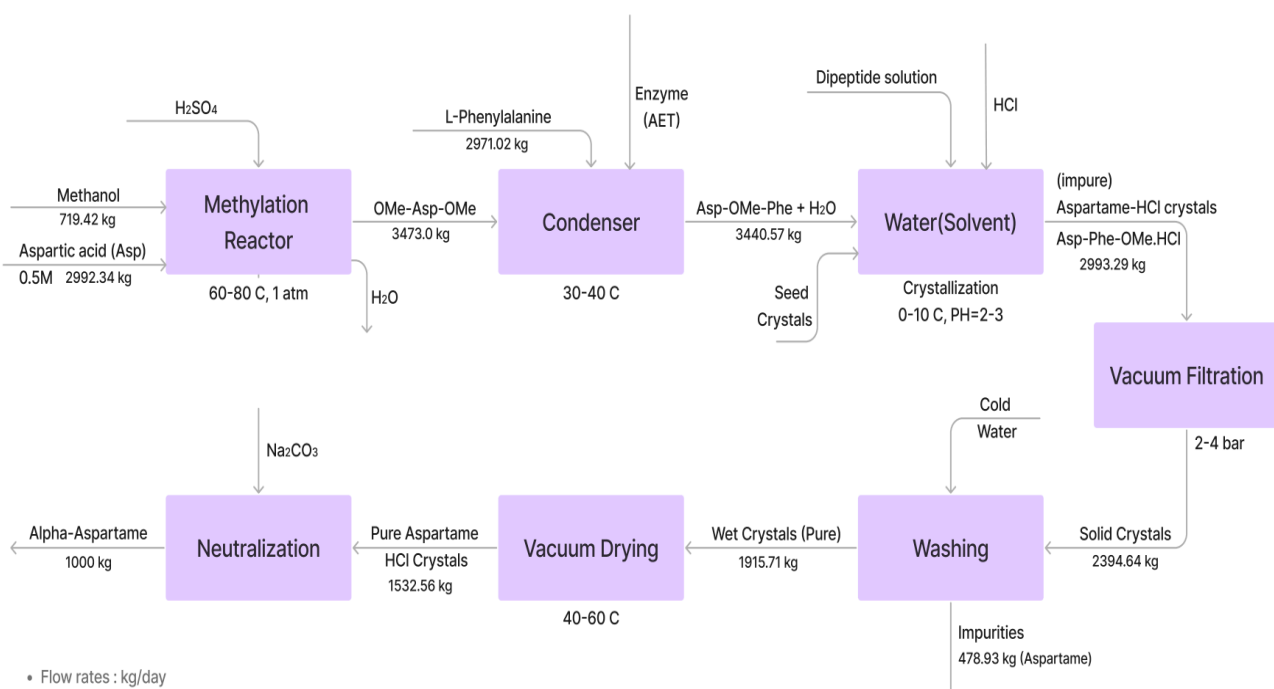 H₂SO₄
Methanol
719.42 kg
Aspartic acid (Asp)
0.5M 2992.34 kg
Methylation
Reactor
60-80 C, 1 atm
OMe-Asp-OMe
3473.0 kg
H₂O
L-Phenylalanine
2971.02 kg
Enzyme
(AET)
Condenser
30-40 C
Asp-OMe-Phe + H₂O
3440.57 kg
Dipeptide solution
HCl
Seed
Crystals
Water(Solvent)
Crystallization
0-10 C, PH=2-3
(impure)
Aspartame-HCl crystals
Asp-Phe-OMe.HCl
2993.29 kg
Vacuum Filtration
2-4 bar
Solid Crystals
2394.64 kg
Cold
Water
Washing
Impurities
478.93 kg (Aspartame)
Wet Crystals (Pure)
1915.71 kg
Vacuum Drying
40-60 C
Pure Aspartame
HCl Crystals
1532.56 kg
Na₂CO₃
Neutralization
Alpha-Aspartame
1000 kg
• Flow rates : kg/day